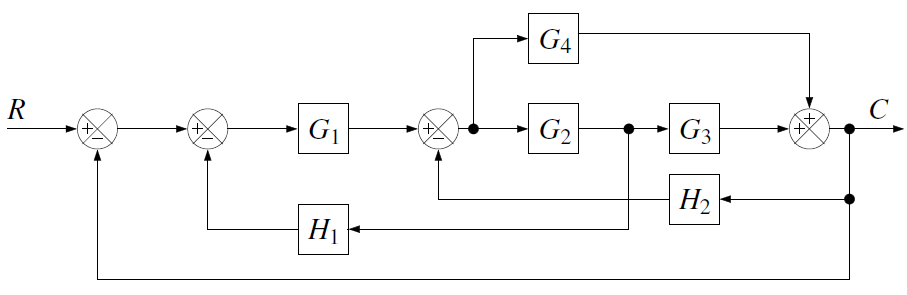 G₄
R
+
−
+
−
G₁
+
−
G₂
G₃
+
+
C
H₂
H₁